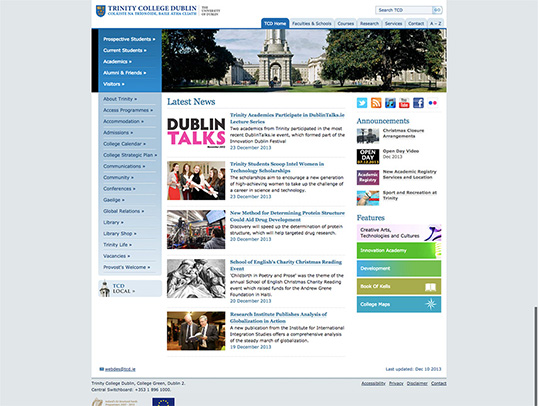 TRINITY COLLEGE DUBLIN
COLÁISTE NA TRÍONÓIDE, BAILE ÁTHA CLIATH
THE
UNIVERSITY
OF DUBLIN
Search TCD
GO
TCD Home
Faculties & Schools
Courses
Research
Services
Contact
A – Z
Prospective Students »
Current Students »
Academics »
Alumni & Friends »
Visitors »
About Trinity »
Access Programmes »
Accommodation »
Admissions »
College Calendar »
College Strategic Plan »
Communications »
Community »
Conferences »
Gaeilge »
Global Relations »
Library »
Library Shop »
Trinity Life »
Vacancies »
Provost's Welcome »
TCD
LOCAL »
Latest News
DUBLIN
TALKS
Trinity Academics Participate in DublinTalks.ie
Lecture Series
Two academics from Trinity participated in the most
recent DublinTalks.ie event, which formed part of the
Innovation Dublin Festival
23 December 2013
Trinity Students Scoop Intel Women in
Technology Scholarships
The scholarships aim to encourage a new generation
of high-achieving women to take up the challenge of
a career in science and technology.
23 December 2013
New Method for Determining Protein Structure
Could Aid Drug Development
Discovery will speed up the determination of protein
structure, which will help targeted drug research.
20 December 2013
School of English's Charity Christmas Reading
Event
'Childbirth in Poetry and Prose' was the theme of the
annual School of English Christmas Charity Reading
event which raised funds for the Andrew Grene
Foundation in Haiti.
20 December 2013
Research Institute Publishes Analysis of
Globalization in Action
A new publication from the Institute for International
Integration Studies offers a comprehensive analysis
of the steady march of globalization.
19 December 2013
Announcements
Christmas Closure
Arrangements
OPEN
DAY
Open Day Video
Dec 2013
Academic
Registry
New Academic Registry
Services and Location
Sport and Recreation at
Trinity
Features
Creative Arts,
Technologies and Cultures
Innovation Academy
Development
Book Of Kells
College Maps
webdes@tcd.ie
Last updated: Dec 10 2013
Trinity College Dublin, College Green, Dublin 2.
Central Switchboard: +353 1 896 1000.
Accessibility
Privacy
Disclaimer
Contact